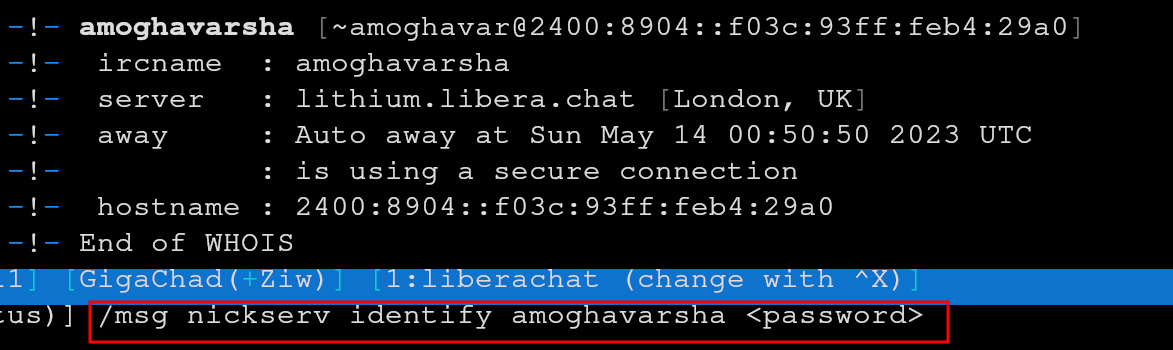 -!- amoghavarsha [~amoghavar@2400:8904::f03c:93ff:feb4:29a0]
-!-  ircname  : amoghavarsha
-!-  server   : lithium.libera.chat [London, UK]
-!-  away     : Auto away at Sun May 14 00:50:50 2023 UTC
-!-           : is using a secure connection
-!-  hostname : 2400:8904::f03c:93ff:feb4:29a0
-!- End of WHOIS
11] [GigaChad(+Ziw)] [1:liberachat (change with ^X)]
tus)] /msg nickserv identify amoghavarsha <password>